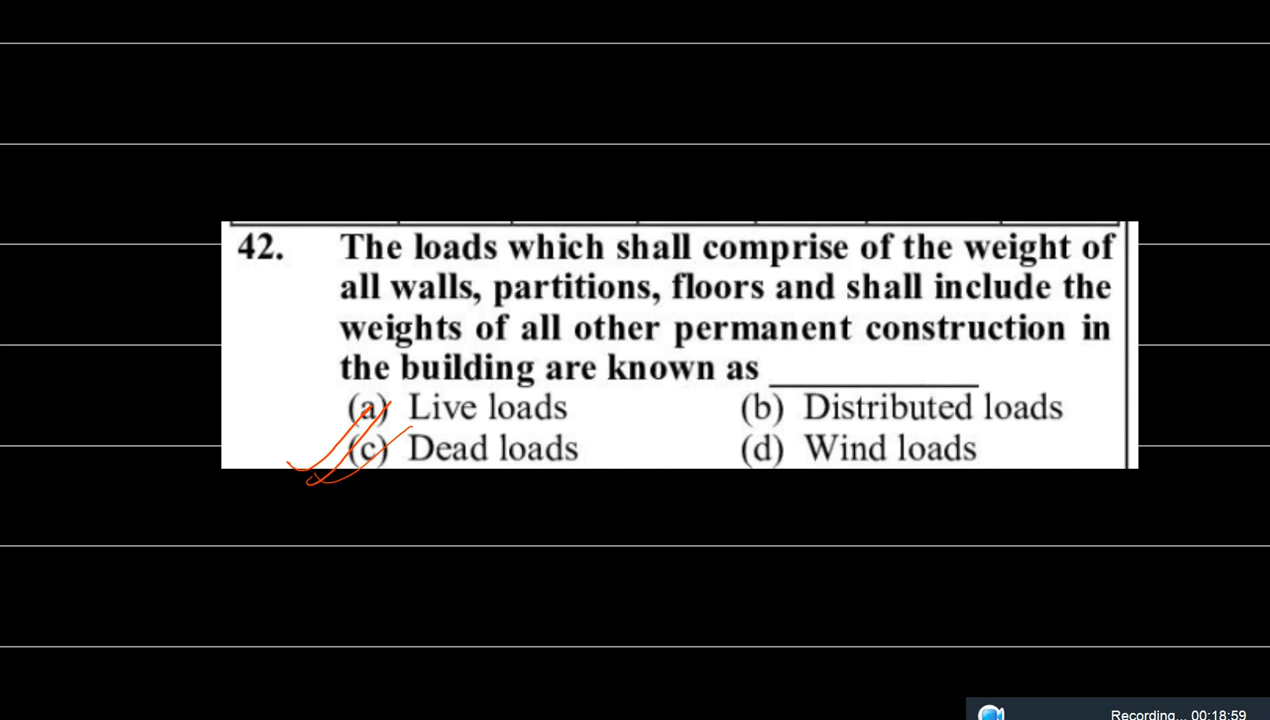 42. The loads which shall comprise of the weight of
all walls, partitions, floors and shall include the
weights of all other permanent construction in
the building are known as ____________
(a) Live loads (b) Distributed loads
(c) Dead loads (d) Wind loads
Recording... 00:18:59